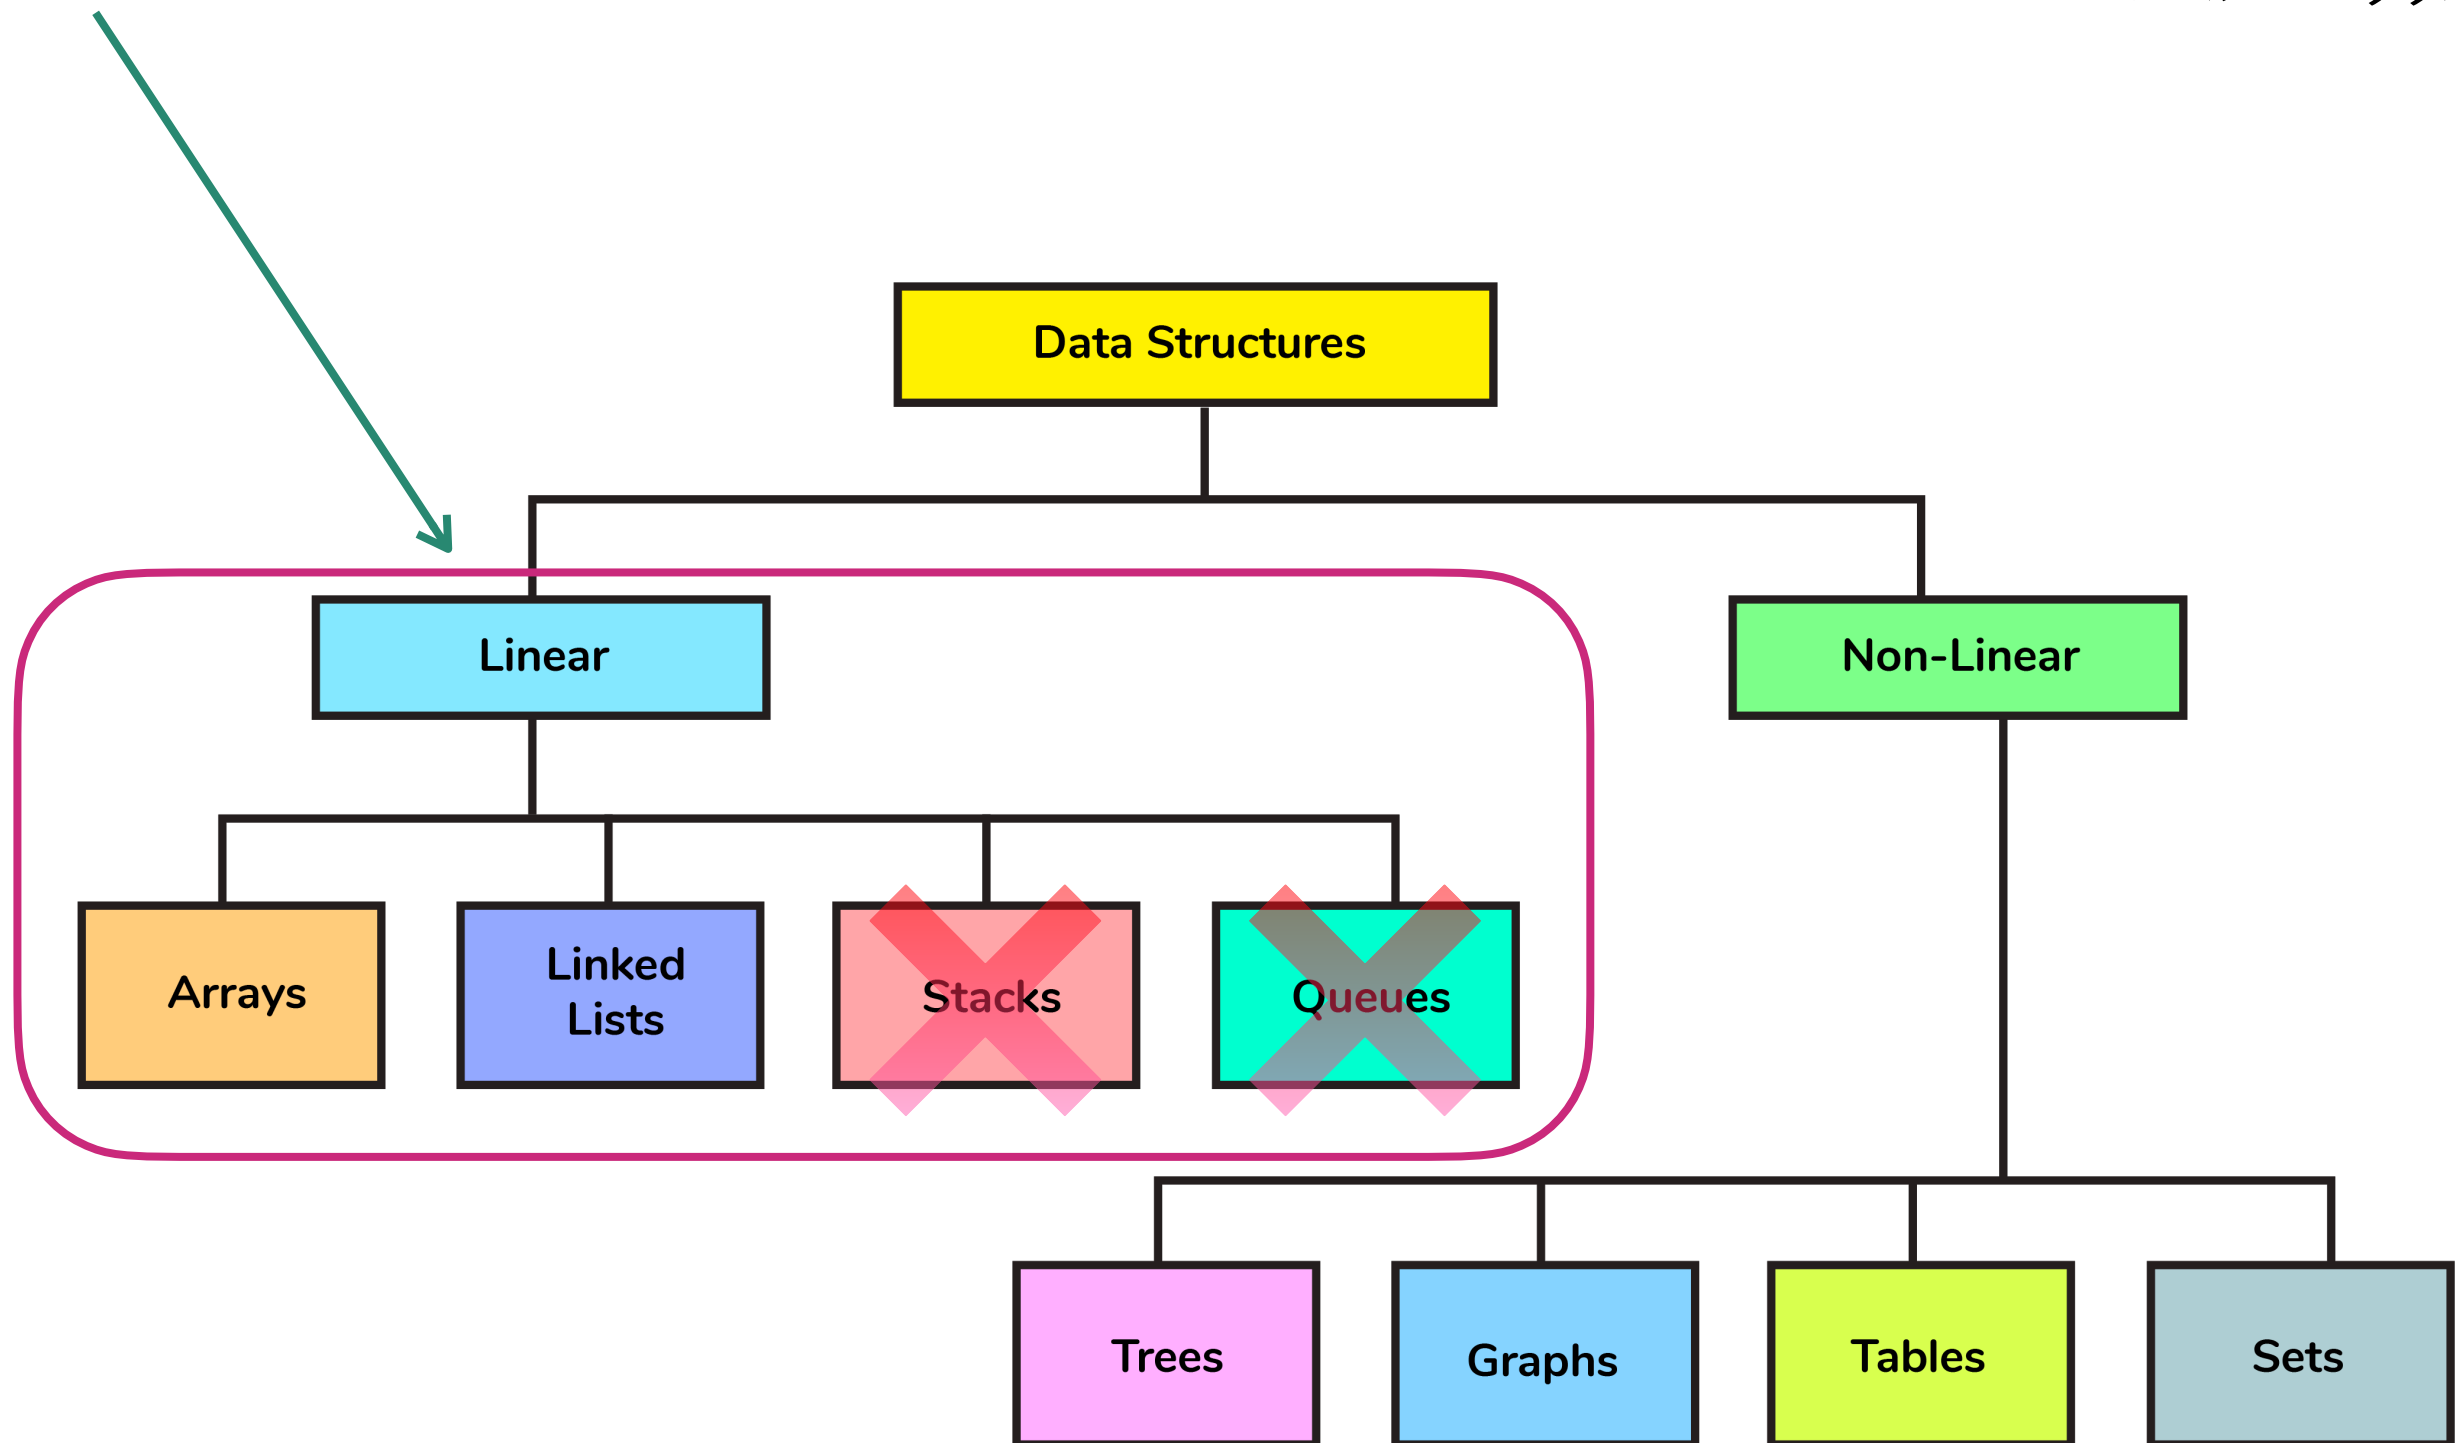 Data Structures
Linear
Non-Linear
Arrays
Linked
Lists
Stacks
Queues
Trees
Graphs
Tables
Sets